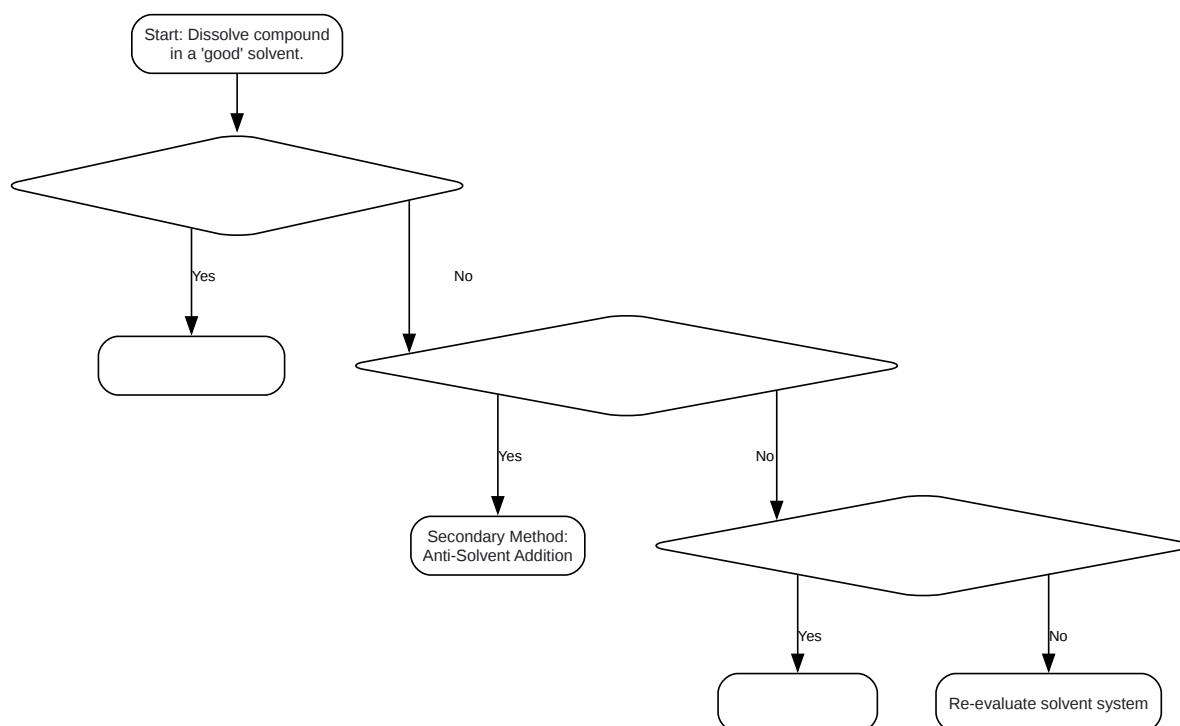 Start: Dissolve compound
in a 'good' solvent.
Yes
No
Yes
No
Secondary Method:
Anti-Solvent Addition
Yes
No
Re-evaluate solvent system